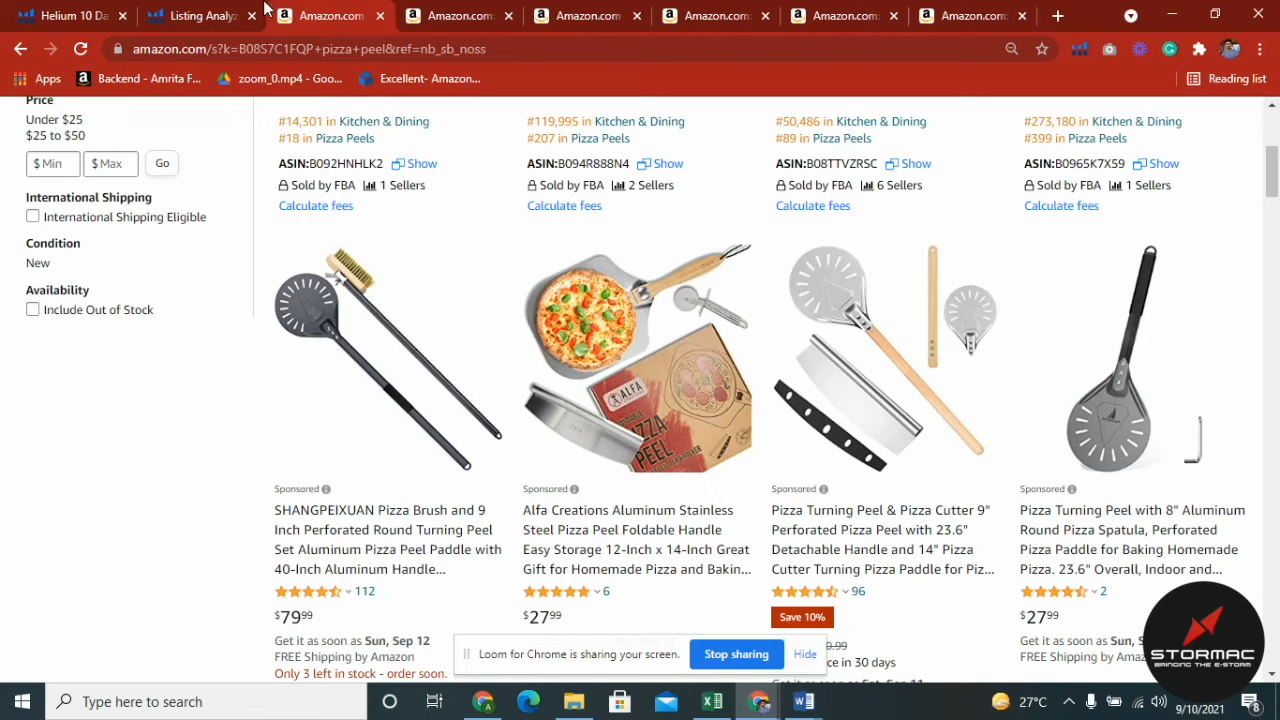 Helium 10 Da
Listing Analy
Amazon.com
Amazon.com:
Amazon.com:
Amazon.com:
Amazon.com:
Amazon.com:
amazon.com/s?k=B08S7C1FQP+pizza+peel&ref=nb_sb_noss
Apps
Backend - Amrita F...
zoom_0.mp4 - Goo...
Excellent- Amazon...
Reading list
Price
Under $25
$25 to $50
$ Min
$ Max
Go
International Shipping
International Shipping Eligible
Condition
New
Availability
Include Out of Stock
#14,301 in Kitchen & Dining
#18 in Pizza Peels
ASIN:B092HNHLK2 Show
Sold by FBA 1 Sellers
Calculate fees
#119,995 in Kitchen & Dining
#207 in Pizza Peels
ASIN:B094R888N4 Show
Sold by FBA 2 Sellers
Calculate fees
#50,486 in Kitchen & Dining
#89 in Pizza Peels
ASIN:B08TTVZRSC Show
Sold by FBA 6 Sellers
Calculate fees
#273,180 in Kitchen & Dining
#399 in Pizza Peels
ASIN:B0965K7X59 Show
Sold by FBA 1 Sellers
Calculate fees
ALFA
PIZZA
PEEL
Sponsored
SHANGPEIXUAN Pizza Brush and 9
Inch Perforated Round Turning Peel
Set Aluminum Pizza Peel Paddle with
40-Inch Aluminum Handle...
112
$79.99
Get it as soon as Sun, Sep 12
FREE Shipping by Amazon
Only 3 left in stock - order soon.
Sponsored
Alfa Creations Aluminum Stainless
Steel Pizza Peel Foldable Handle
Easy Storage 12-Inch x 14-Inch Great
Gift for Homemade Pizza and Bakin...
6
$27.99
Sponsored
Pizza Turning Peel & Pizza Cutter 9"
Perforated Pizza Peel with 23.6"
Detachable Handle and 14" Pizza
Cutter Turning Pizza Paddle for Piz...
96
Save 10%
ce in 30 days
Sponsored
Pizza Turning Peel with 8" Aluminum
Round Pizza Spatula, Perforated
Pizza Paddle for Baking Homemade
Pizza. 23.6" Overall, Indoor and...
2
$27.99
Get it as soon as Sun, S
FREE Shipping by Ama
Loom for Chrome is sharing your screen.
Stop sharing
Hide
STORMAC
BRINGING THE E-STORM
Type here to search
27°C
9/10/2021
8